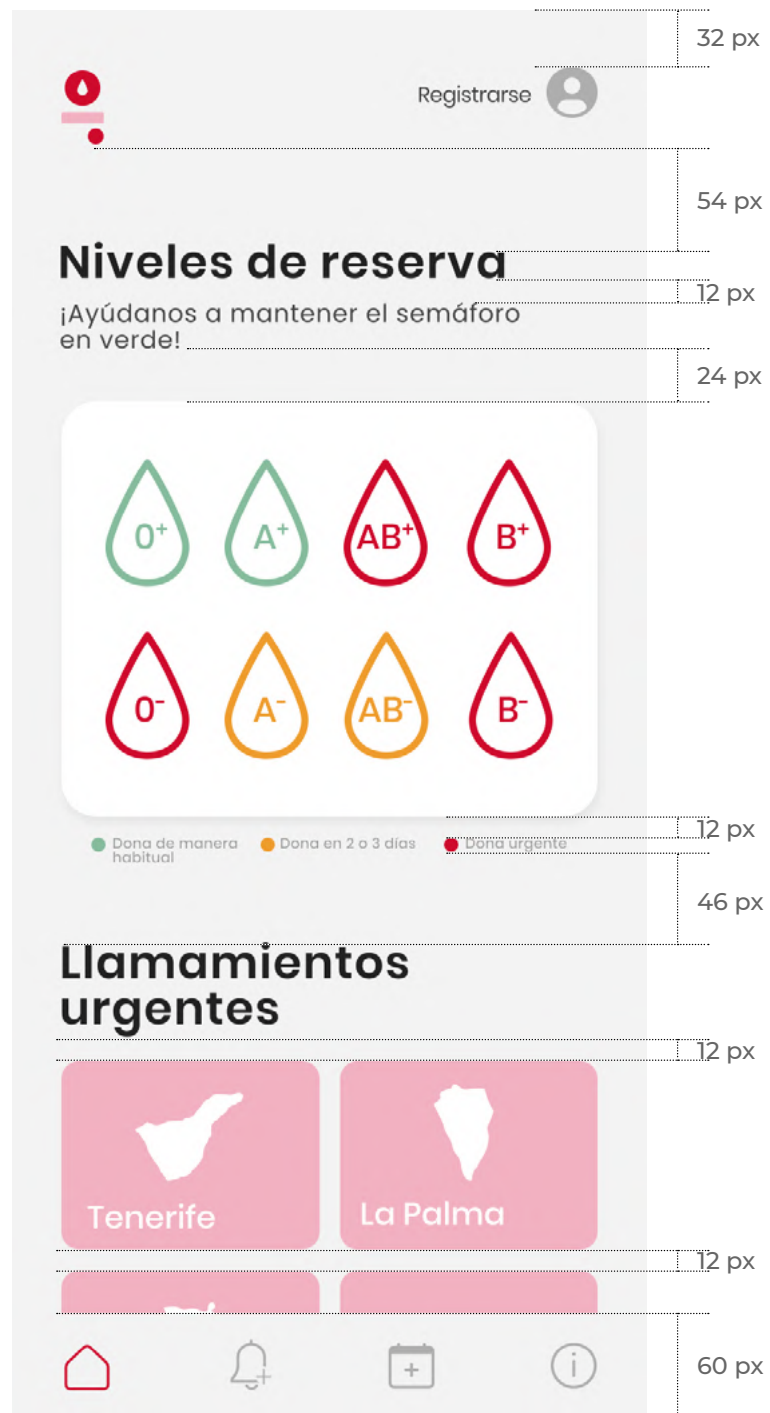 32 px
Registrarse
54 px
Niveles de reserva
12 px
¡Ayúdanos a mantener el semáforo
en verde!
24 px
0+ A+ AB+ B+
0- A- AB- B-
12 px
Dona de manera
habitual
Dona en 2 o 3 días
Dona urgente
46 px
Llamamientos
urgentes
12 px
Tenerife
La Palma
12 px
60 px